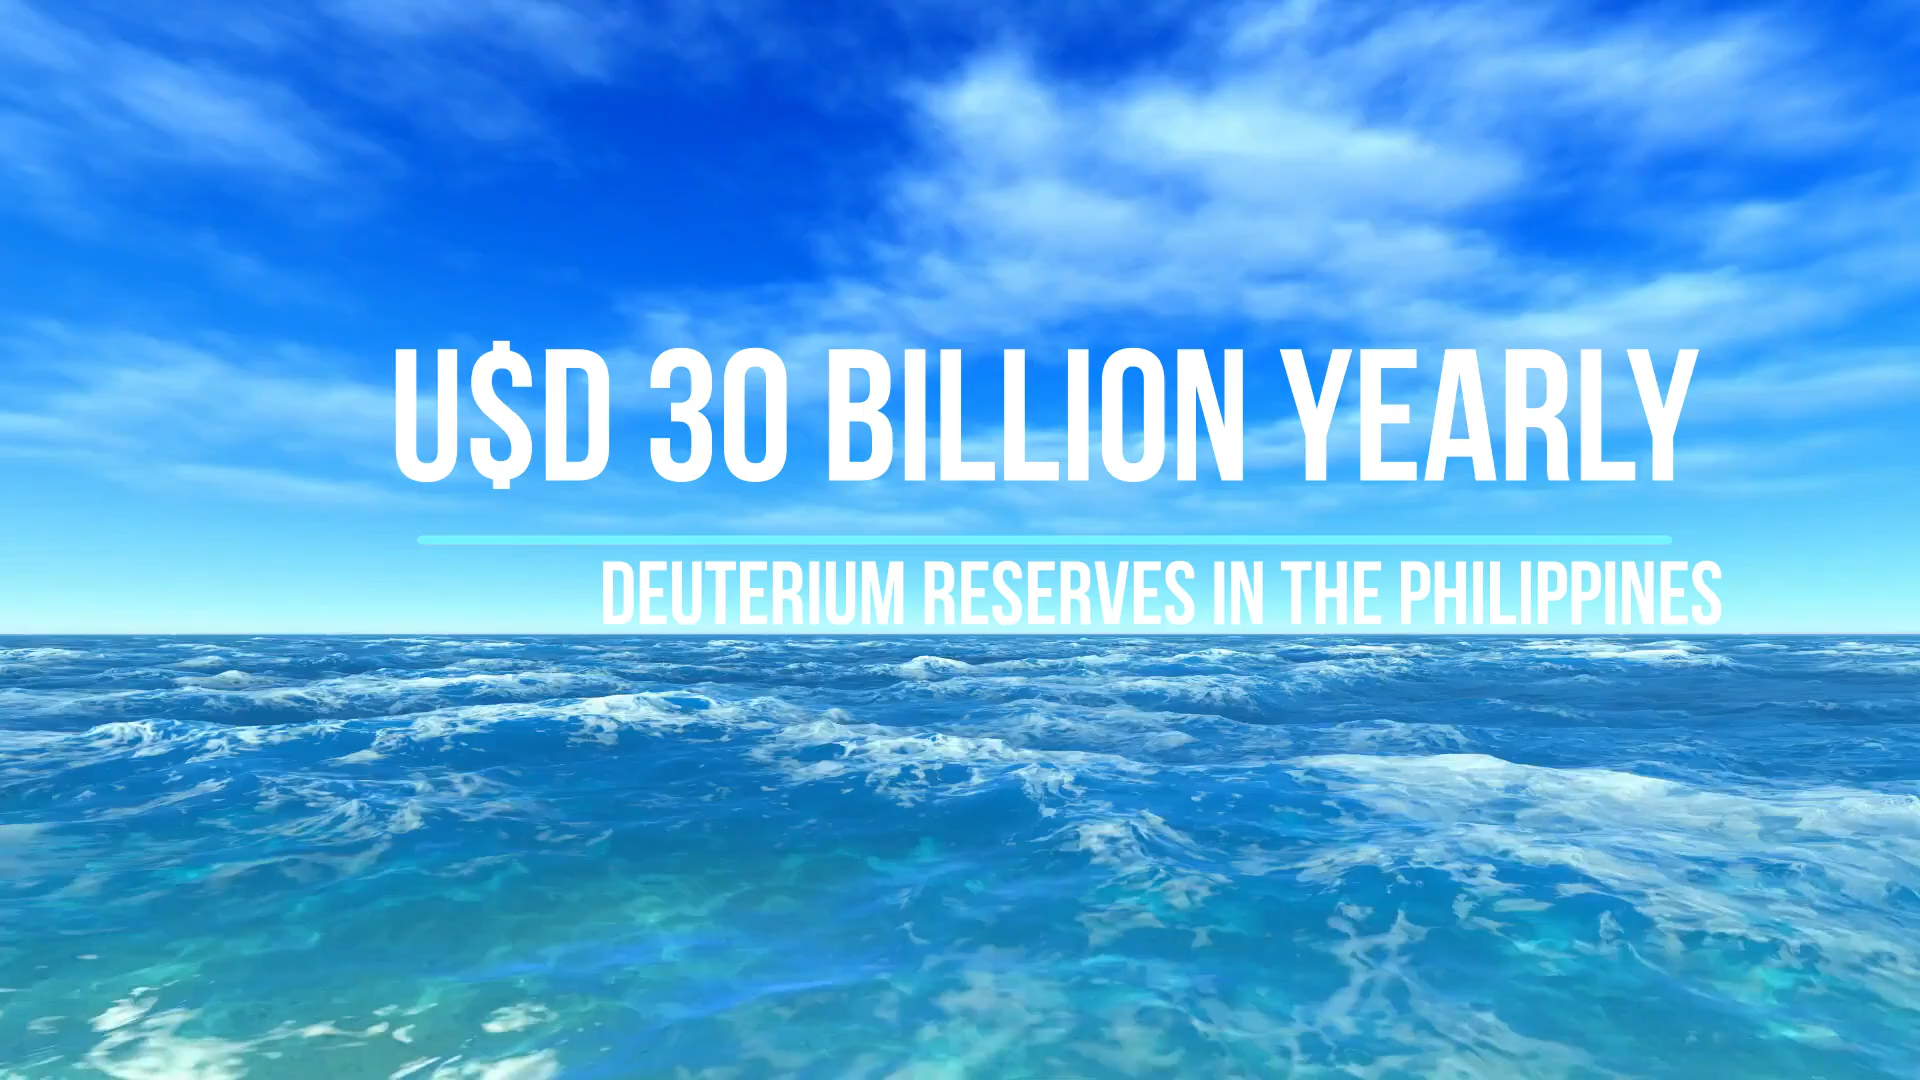 U$D 30 BILLION YEARLY
DEUTERIUM RESERVES IN THE PHILIPPINES